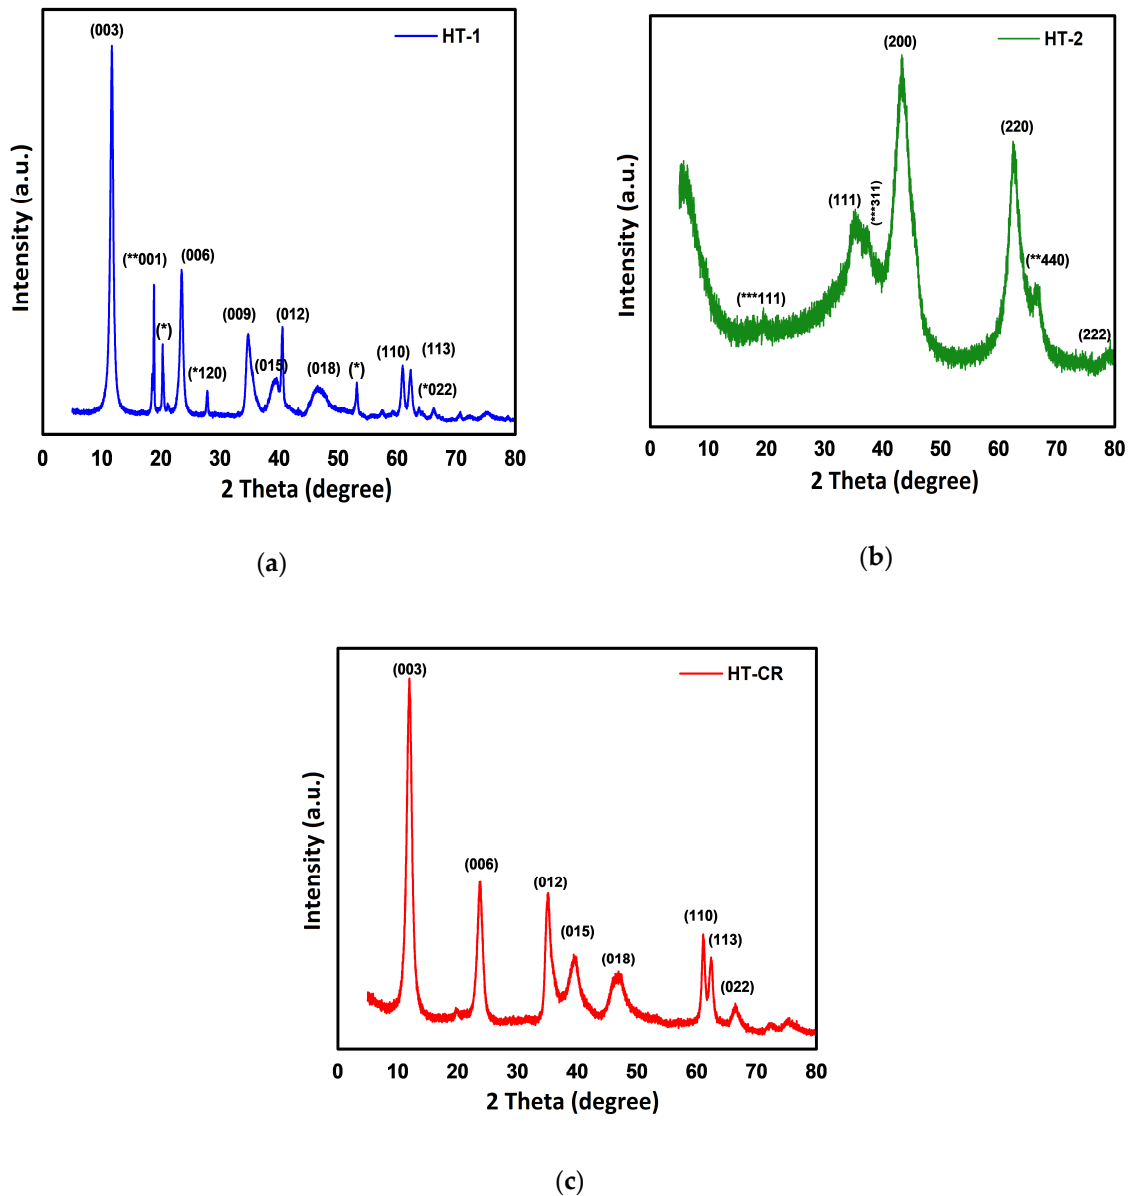 (003)
HT-1
(**001)
(006)
(*)
(009)
(012)
(*120)
(015)
(018)
(*)
(110)
(113)
(*022)
Intensity (a.u.)
0 10 20 30 40 50 60 70 80
2 Theta (degree)
(a)
(200)
HT-2
(220)
(111)
(***311)
(***111)
(**440)
(222)
Intensity (a.u.)
0 10 20 30 40 50 60 70 80
2 Theta (degree)
(b)
(003)
HT-CR
(006)
(012)
(015)
(018)
(110)
(113)
(022)
Intensity (a.u.)
0 10 20 30 40 50 60 70 80
2 Theta (degree)
(c)